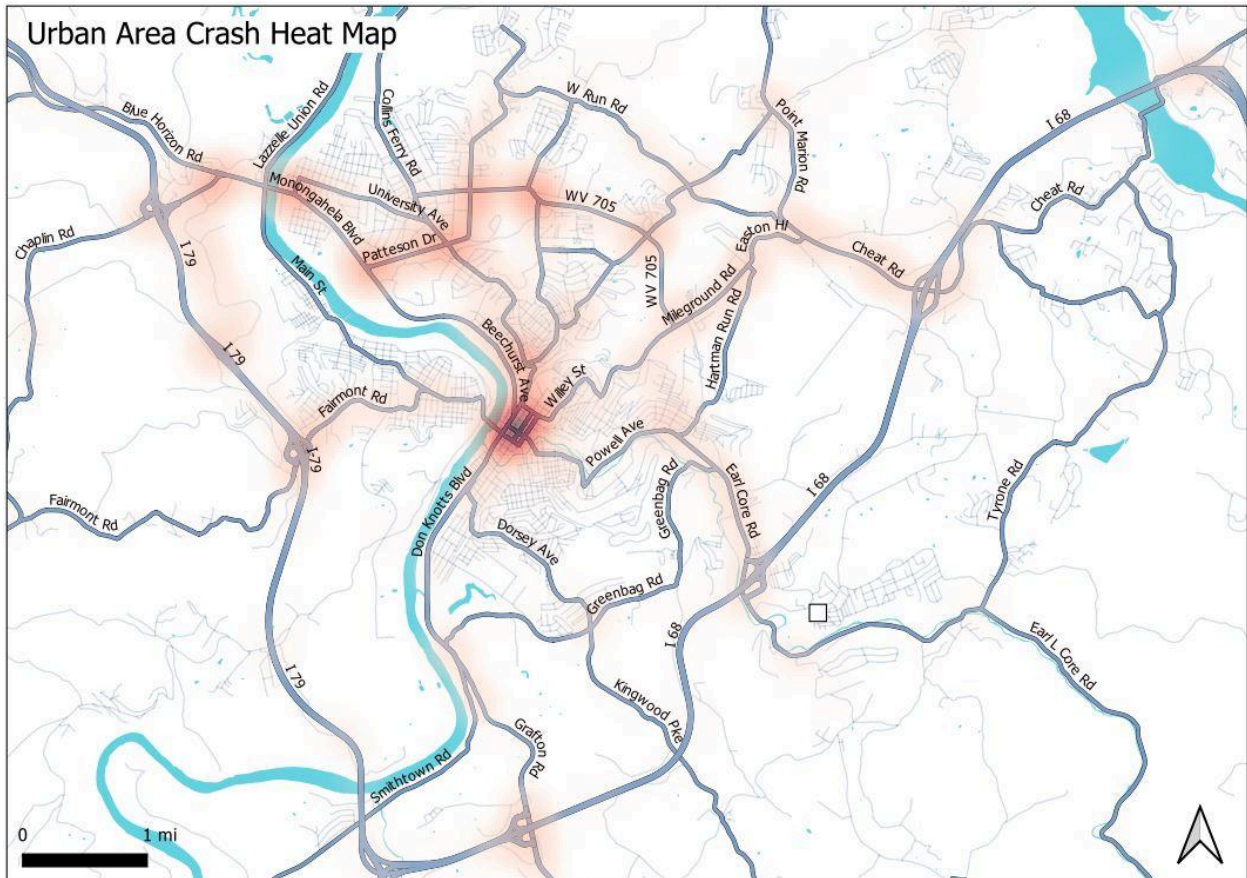 Urban Area Crash Heat Map
Blue Horizon Rd
Lazzelle Union Rd
Collins Ferry Rd
W Run Rd
Point Marion Rd
I 68
Cheat Rd
Monongahela Blvd
University Ave
WV 705
Chaplin Rd
I 79
Patteson Dr
Easton Hl
Cheat Rd
Main St
WV 705
Mileground Rd
Hartman Run Rd
Beechurst Ave
I 79
Willey St
Fairmont Rd
I-79
Powell Ave
Greenbag Rd
Earl Core Rd
I 68
Tyrone Rd
Fairmont Rd
Don Knotts Blvd
Dorsey Ave
Greenbag Rd
I 68
Earl L Core Rd
I 79
Kingwood Pke
Grafton Rd
Smithtown Rd
0 1 mi